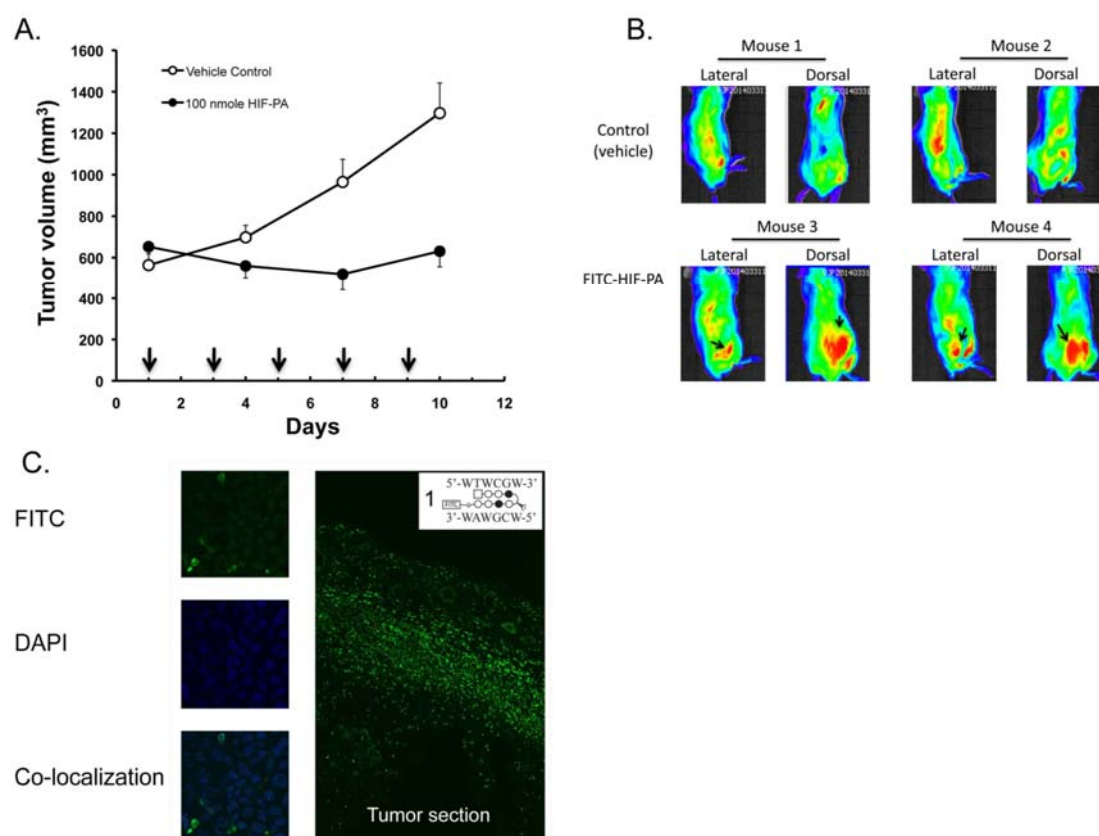 A.
1600
1400
1200
1000
800
600
400
200
0
Tumor volume (mm³)
Vehicle Control
100 nmole HIF-PA
0 2 4 6 8 10 12
Days
B.
Mouse 1 Mouse 2
Lateral Dorsal Lateral Dorsal
Control
(vehicle)
Mouse 3 Mouse 4
Lateral Dorsal Lateral Dorsal
FITC-HIF-PA
C.
FITC
DAPI
Co-localization
1
5'-WTWCGW-3'
FITC
3'-WAWGCW-5'
Tumor section